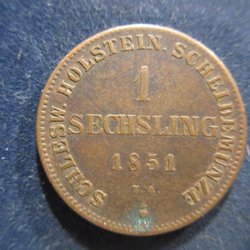 SCHLESW. HOLSTEIN. SCHEIDEMÜNZE
1
SECHSLING
1851
T.A.